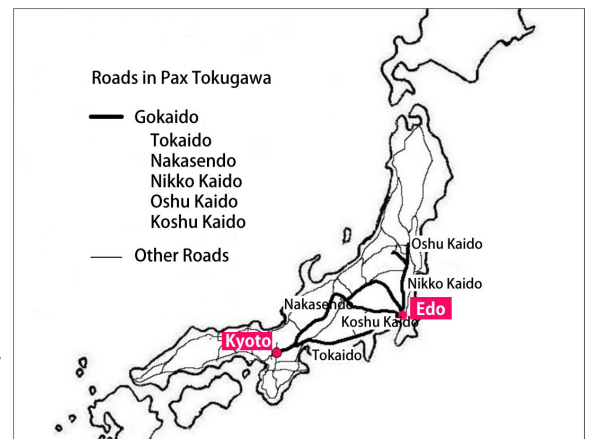 Roads in Pax Tokugawa
Gokaido
Tokaido
Nakasendo
Nikko Kaido
Oshu Kaido
Koshu Kaido
Other Roads
Oshu Kaido
Nikko Kaido
Nakasendo
Edo
Koshu Kaido
Kyoto
Tokaido